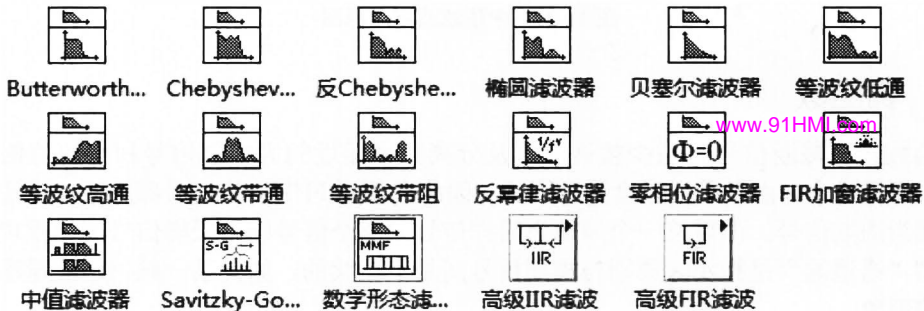 Butterworth... Chebyshev... 反Chebyshe... 椭圆滤波器 贝塞尔滤波器 等波纹低通
www.91HMI.com
1/fγ Φ=0
等波纹高通 等波纹带通 等波纹带阻 反幂律滤波器 零相位滤波器 FIR加窗滤波器
S-G MMF IIR FIR
中值滤波器 Savitzky-Go... 数学形态滤... 高级IIR滤波 高级FIR滤波